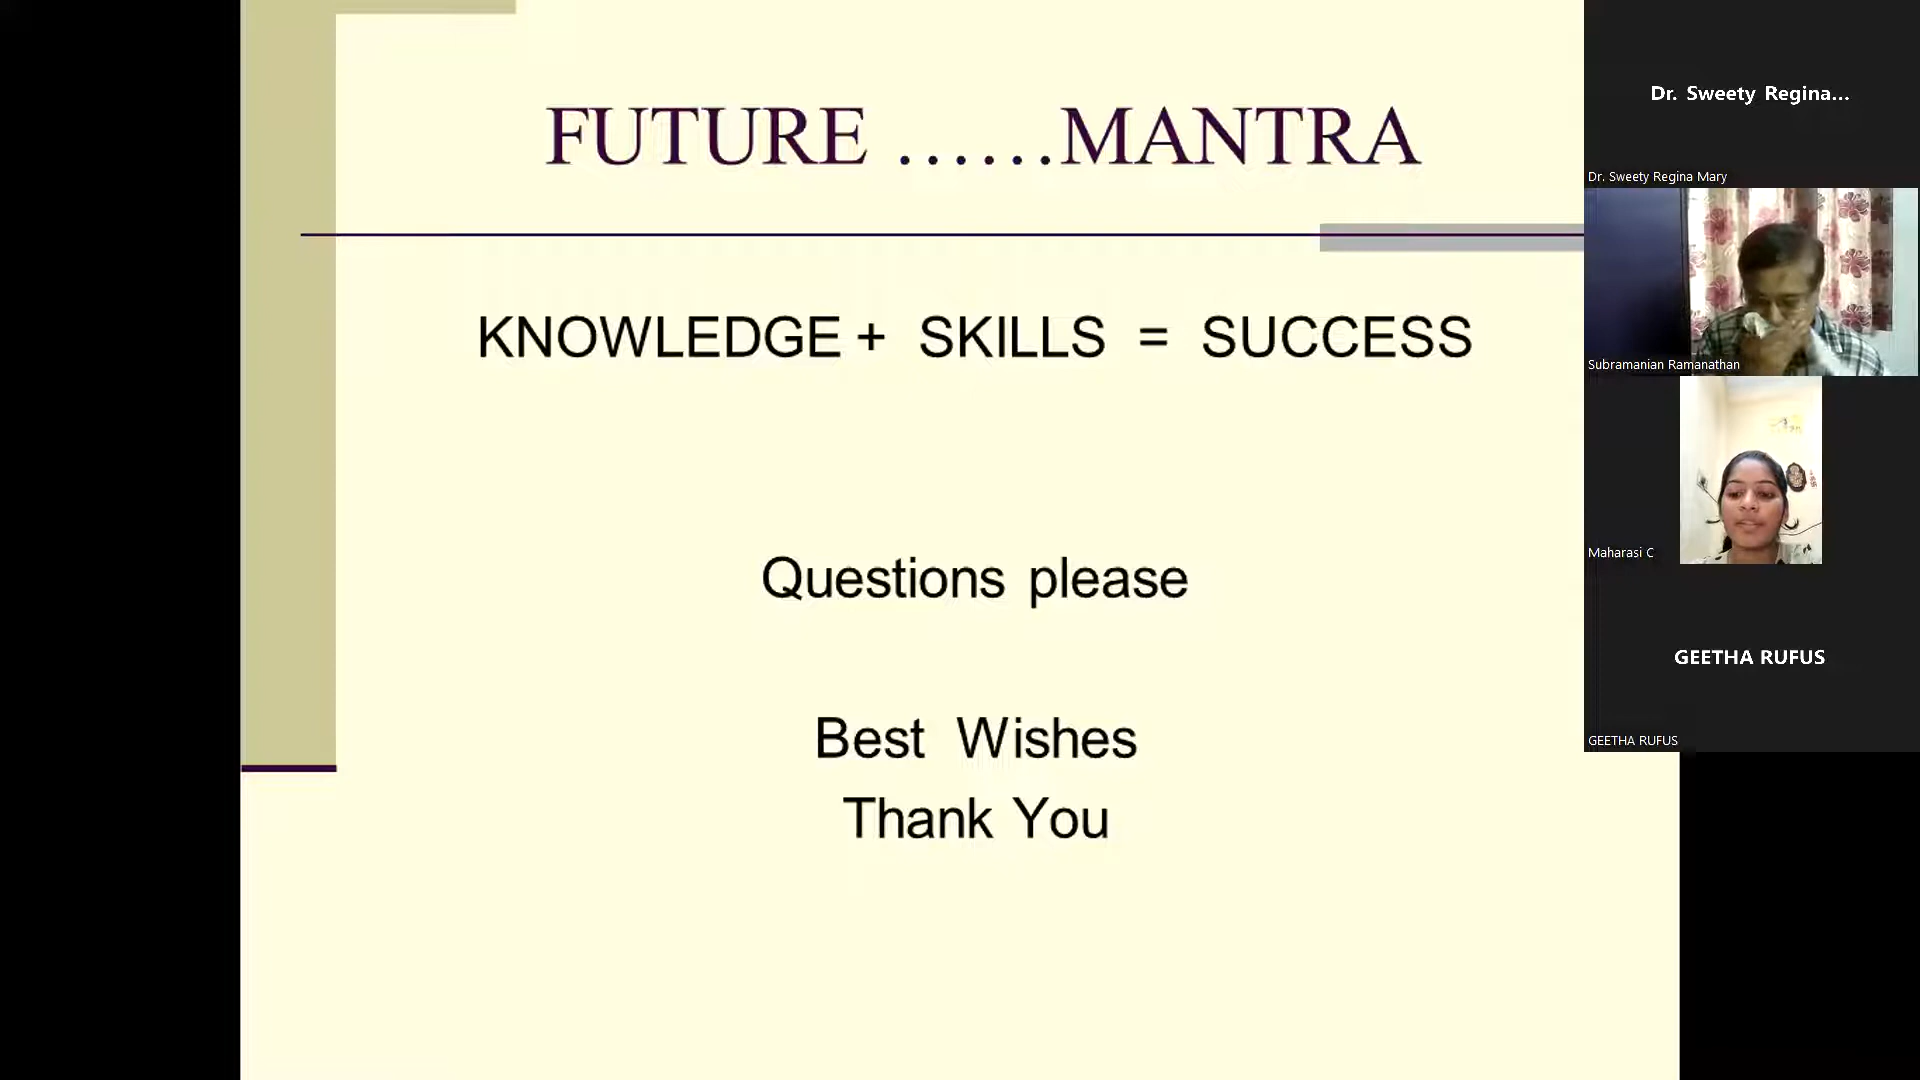 FUTURE ......MANTRA
KNOWLEDGE + SKILLS = SUCCESS
Questions please
Best Wishes
Thank You
Dr. Sweety Regina...
Dr. Sweety Regina Mary
Subramanian Ramanathan
Maharasi C
GEETHA RUFUS
GEETHA RUFUS